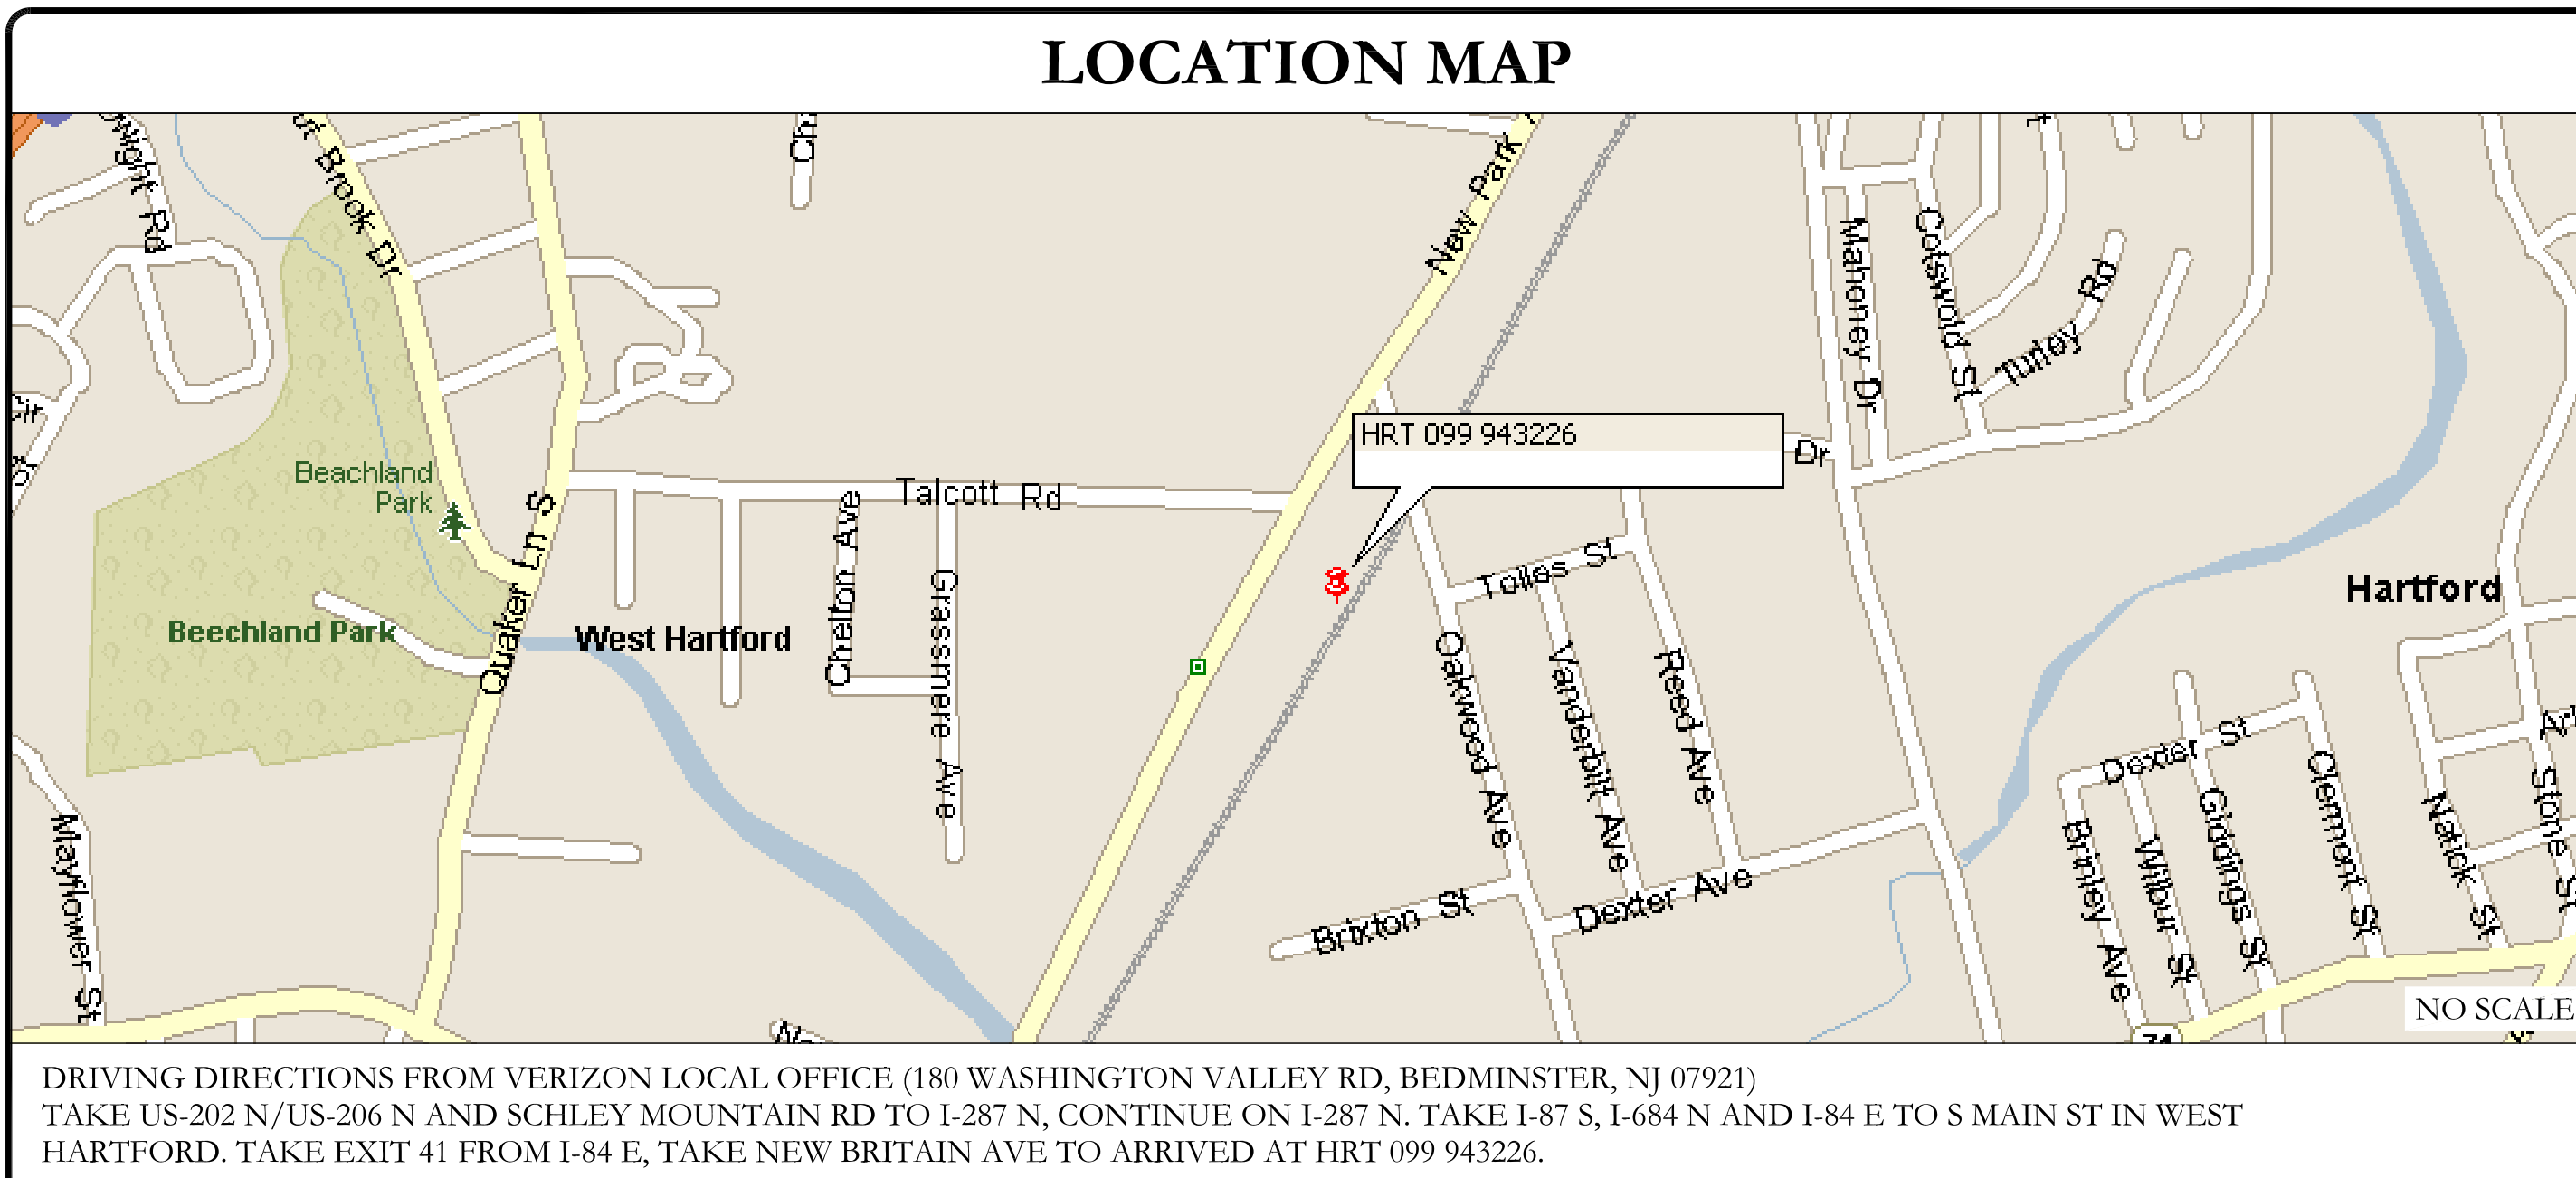 LOCATION MAP
Brook Dr
Rd
New Park
Mahoney Dr
Cotswold St
Turley Rd
HRT 099 943226
Dr
Beachland
Park
Talcott Rd
Quaker Ln S
Chelton Ave
Grassmere Ave
Tolles St
Hartford
Beechland Park
West Hartford
Oakwood Ave
Vanderbilt Ave
Reed Ave
Dexter St
Giddings St
Clermont St
Natick St
Stone St
Brinley Ave
Wilbur St
Mayflower St
Brixton St
Dexter Ave
NO SCALE
DRIVING DIRECTIONS FROM VERIZON LOCAL OFFICE (180 WASHINGTON VALLEY RD, BEDMINSTER, NJ 07921)
TAKE US-202 N/US-206 N AND SCHLEY MOUNTAIN RD TO I-287 N, CONTINUE ON I-287 N. TAKE I-87 S, I-684 N AND I-84 E TO S MAIN ST IN WEST
HARTFORD. TAKE EXIT 41 FROM I-84 E, TAKE NEW BRITAIN AVE TO ARRIVED AT HRT 099 943226.